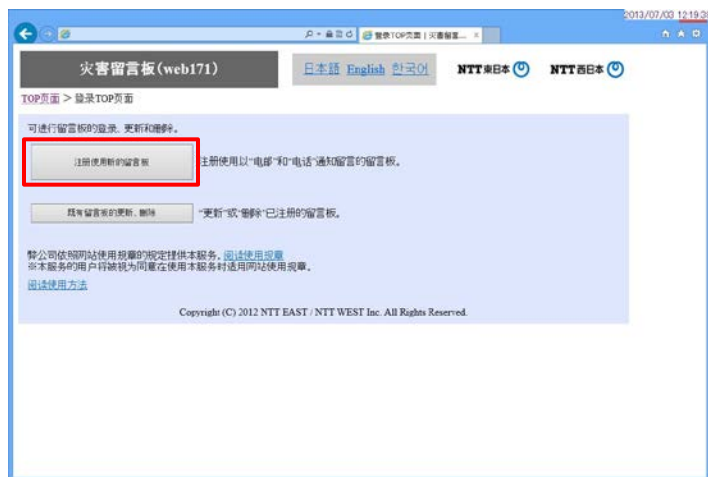 2013/07/03 12:19:3
登录TOP页面 | 灾害留...
灾害留言板(web171)
日本語 English 한국어
NTT東日本
NTT西日本
TOP页面 > 登录TOP页面
可进行留言板的登录、更新和删除。
注册使用新的留言板
注册使用以"电邮"和"电话"通知留言的留言板。
既有留言板的更新、删除
"更新"或"删除"已注册的留言板。
弊公司依照网站使用规章的规定提供本服务。阅读使用规章
※本服务的用户将被视为同意在使用本服务时适用网站使用规章。
阅读使用方法
Copyright (C) 2012 NTT EAST / NTT WEST Inc. All Rights Reserved.